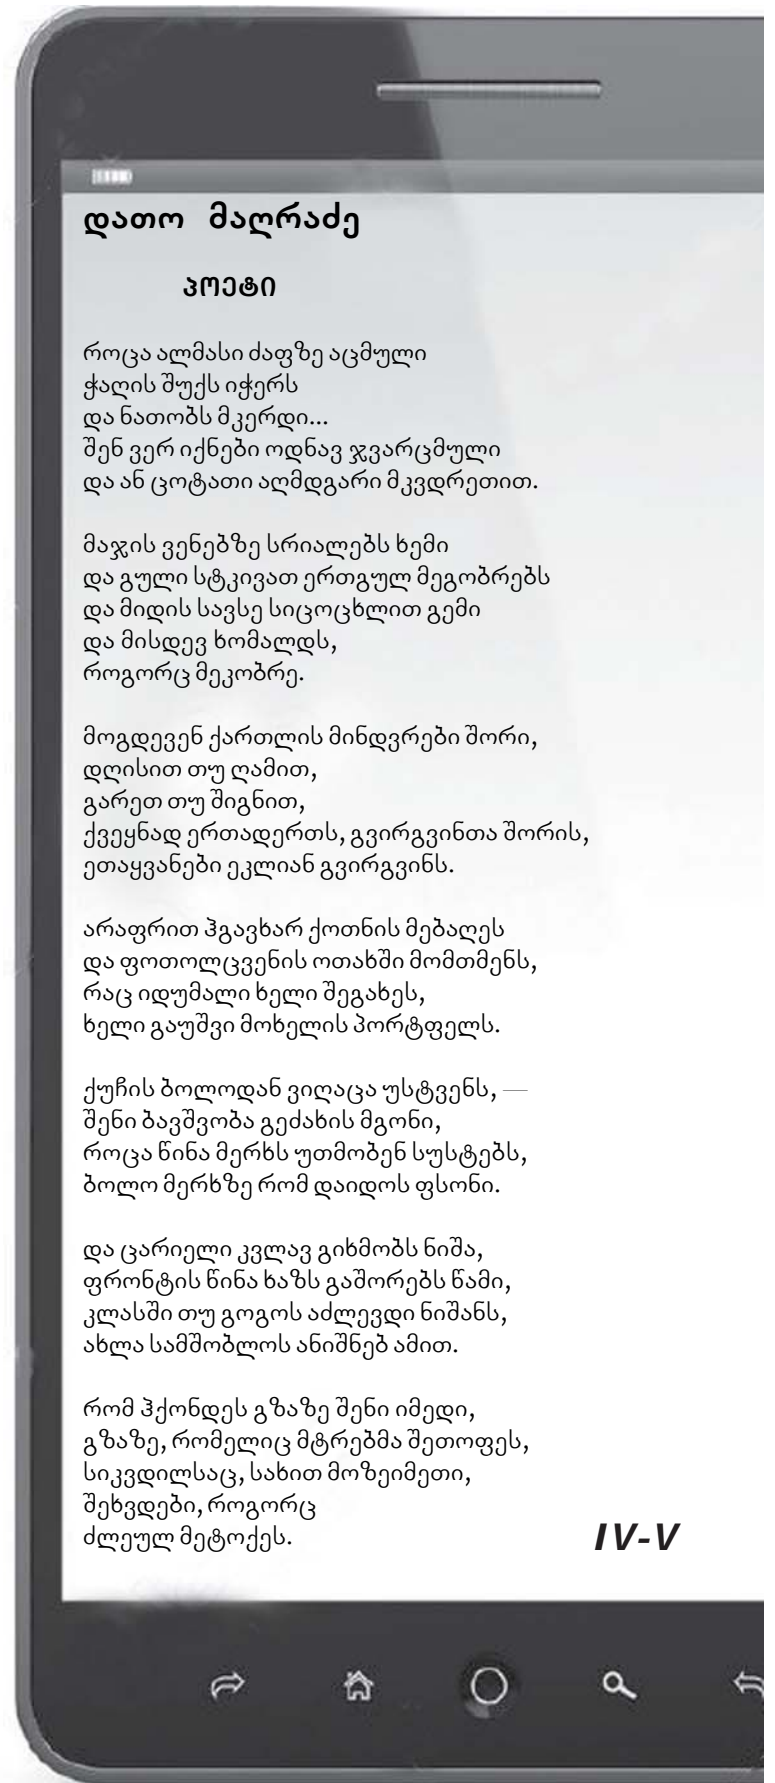 დათო მაღრაძე
პოეტი
როცა ალმასი ძაფზე აცმული
ჭაღის შუქს იჭერს
და ნათობს მკერდი...
შენ ვერ იქნები ოდნავ ჯვარცმული
და ან ცოტათი აღმდგარი მკვდრეთით.
მაჯის ვენებზე სრიალებს ხემი
და გული სტკივათ ერთგულ მეგობრებს
და მიდის სავსე სიცოცხლით გემი
და მისდევ ხომალდს,
როგორც მეკობრე.
მოგდევენ ქართლის მინდვრები შორი,
დღისით თუ ღამით,
გარეთ თუ შიგნით,
ქვეყნად ერთადერთს, გვირგვინთა შორის,
ეთაყვანები ეკლიან გვირგვინს.
არაფრით ჰგავხარ ქოთნის მებაღეს
და ფოთოლცვენის ოთახში მომთმენს,
რაც იდუმალი ხელი შეგახეს,
ხელი გაუშვი მოხელის პორტფელს.
ქუჩის ბოლოდან ვიღაცა უსტვენს, —
შენი ბავშვობა გეძახის მგონი,
როცა წინა მერხს უთმობენ სუსტებს,
ბოლო მერხზე რომ დაიდოს ფსონი.
და ცარიელი კვლავ გიხმობს ნიშა,
ფრონტის წინა ხაზს გაშორებს წამი,
კლასში თუ გოგოს აძლევდი ნიშანს,
ახლა სამშობლოს ანიშნებ ამით.
რომ ჰქონდეს გზაზე შენი იმედი,
გზაზე, რომელიც მტრებმა შეთოფეს,
სიკვდილსაც, სახით მოზეიმეთი,
შეხვდები, როგორც
ძლეულ მეტოქეს.
IV-V